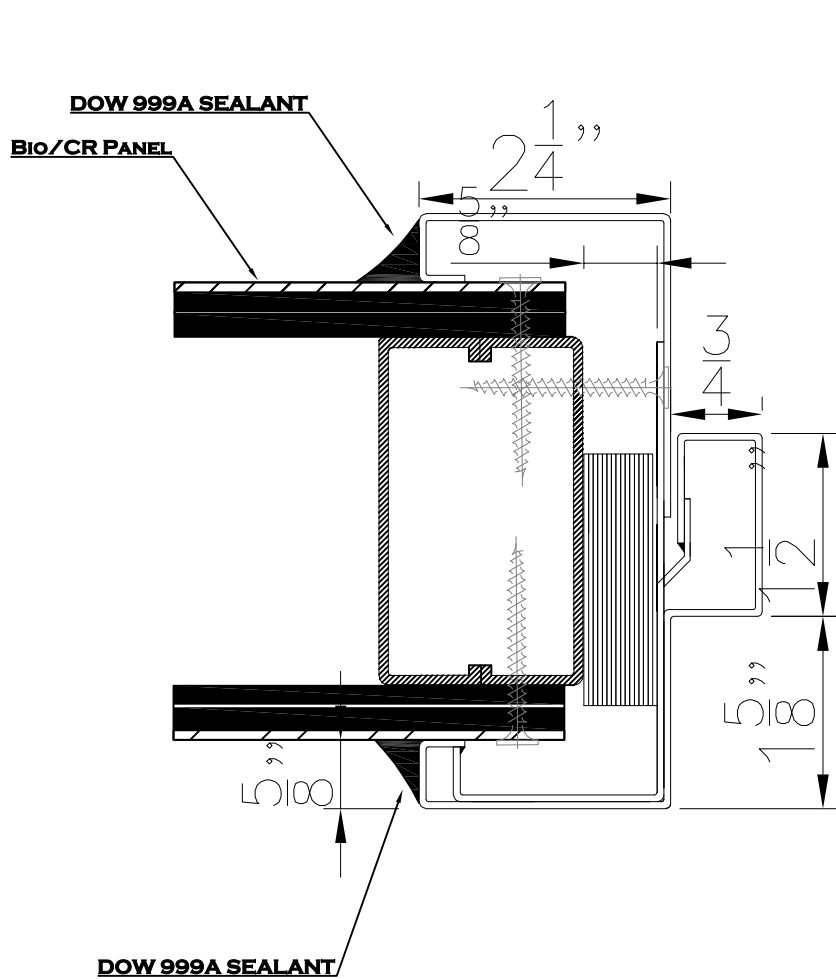 DOW 999A SEALANT
BIO/CR PANEL
2 1/4"
5/8"
3/4"
1 1/2
1 5/8"
5/8"
DOW 999A SEALANT